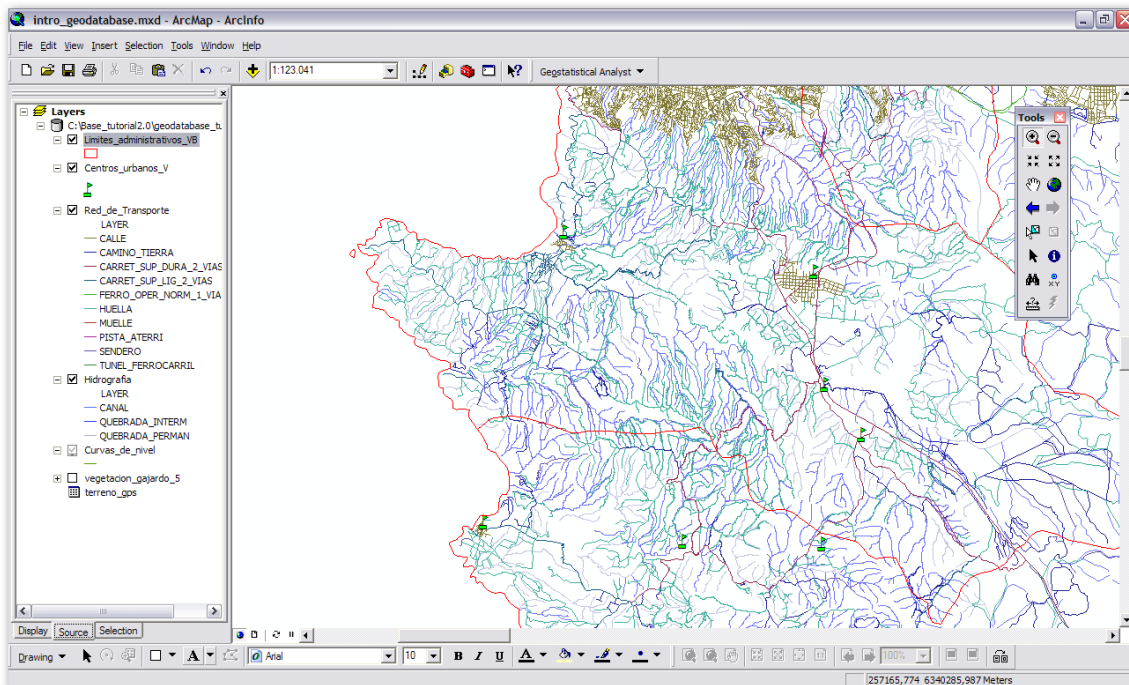 intro_geodatabase.mxd - ArcMap - ArcInfo
File Edit View Insert Selection Tools Window Help
1:123.041
Geostatistical Analyst
Layers
C:\Base_tutorial2.0\geodatabase_tu
Limites_administrativos_VB
Centros_urbanos_V
Red_de_Transporte
LAYER
CALLE
CAMINO_TIERRA
CARRET_SUP_DURA_2_VIAS
CARRET_SUP_LIG_2_VIAS
FERRO_OPER_NORM_1_VIA
HUELLA
MUELLE
PISTA_ATERRI
SENDERO
TUNEL_FERROCARRIL
Hidrografia
LAYER
CANAL
QUEBRADA_INTERM
QUEBRADA_PERMAN
Curvas_de_nivel
vegetacion_gajardo_5
terreno_gps
Tools
XY
Display Source Selection
Drawing A Arial 10 B I U A 100%
257165,774 6340285,987 Meters